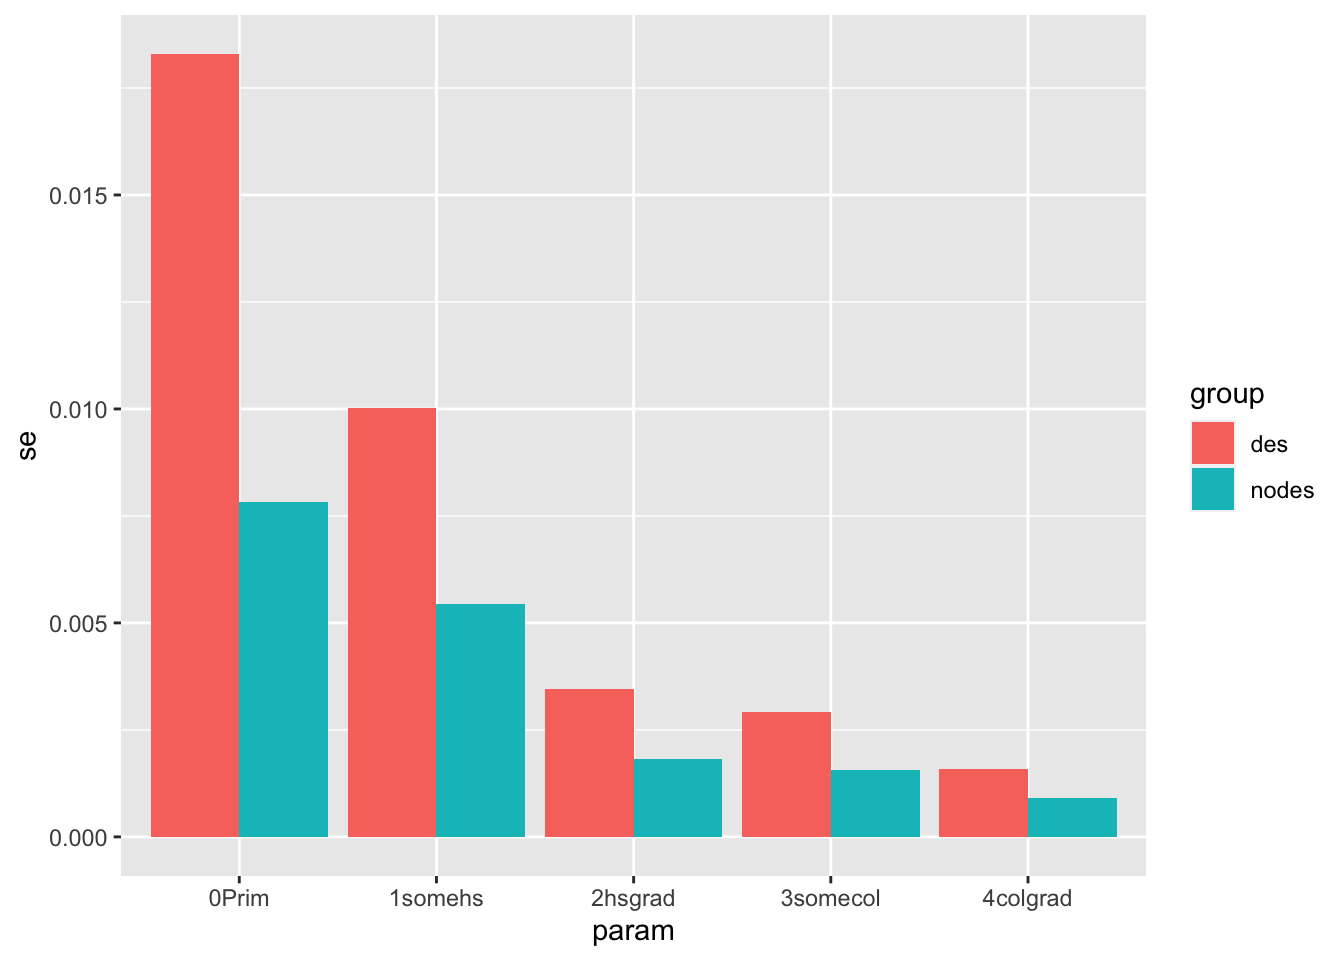 se
0.015
0.010
0.005
0.000
0Prim 1somehs 2hsgrad 3somecol 4colgrad
param
group
des
nodes